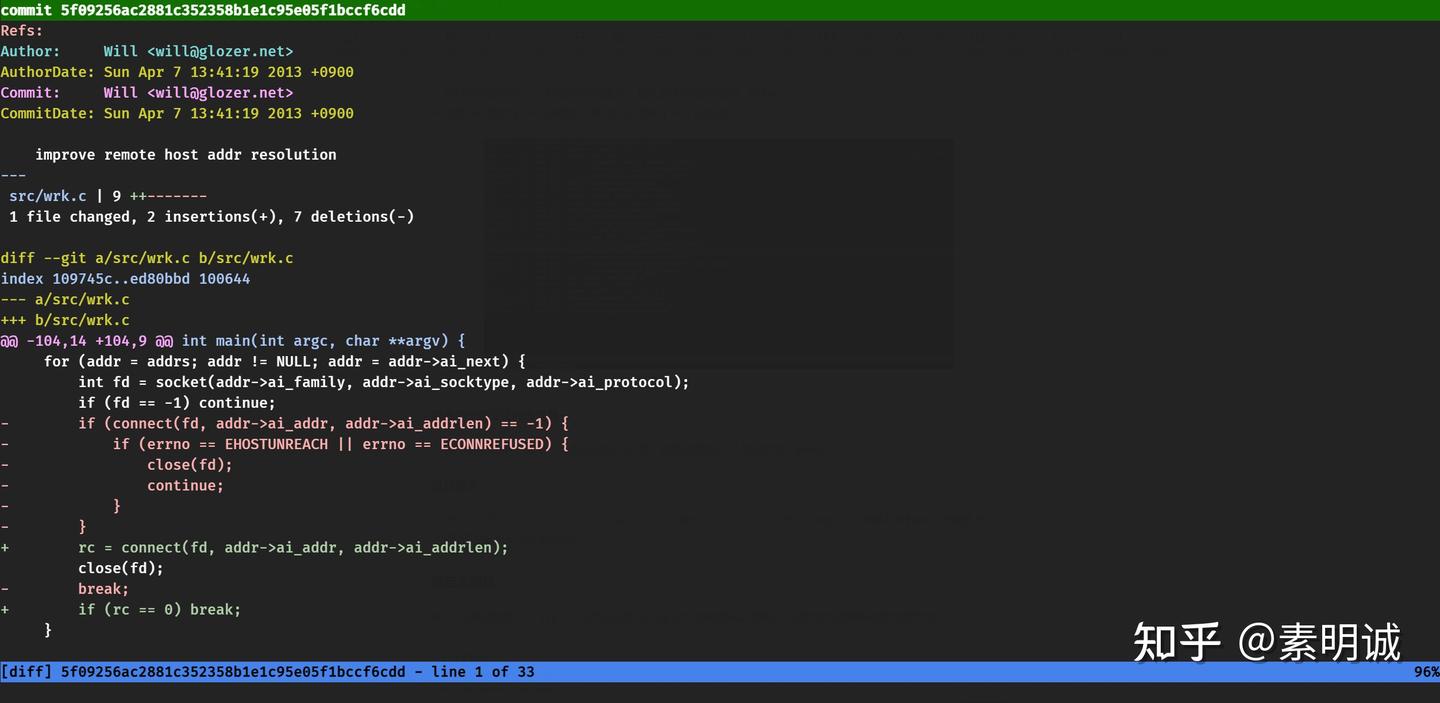 commit 5f09256ac2881c352358b1e1c95e05f1bccf6cdd
Refs:
Author:     Will <will@glozer.net>
AuthorDate: Sun Apr 7 13:41:19 2013 +0900
Commit:     Will <will@glozer.net>
CommitDate: Sun Apr 7 13:41:19 2013 +0900
    improve remote host addr resolution
---
 src/wrk.c | 9 ++-------
 1 file changed, 2 insertions(+), 7 deletions(-)
diff --git a/src/wrk.c b/src/wrk.c
index 109745c..ed80bbd 100644
--- a/src/wrk.c
+++ b/src/wrk.c
@@ -104,14 +104,9 @@ int main(int argc, char **argv) {
     for (addr = addrs; addr != NULL; addr = addr->ai_next) {
         int fd = socket(addr->ai_family, addr->ai_socktype, addr->ai_protocol);
         if (fd == -1) continue;
-        if (connect(fd, addr->ai_addr, addr->ai_addrlen) == -1) {
-            if (errno == EHOSTUNREACH || errno == ECONNREFUSED) {
-                close(fd);
-                continue;
-            }
-        }
+        rc = connect(fd, addr->ai_addr, addr->ai_addrlen);
         close(fd);
-        break;
+        if (rc == 0) break;
     }
[diff] 5f09256ac2881c352358b1e1c95e05f1bccf6cdd - line 1 of 33 96%
知乎 @素明诚